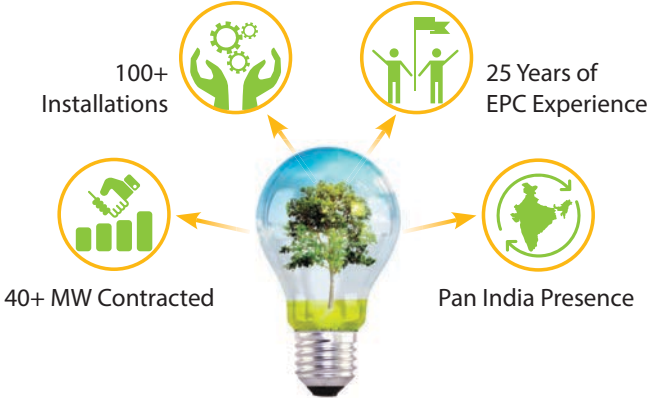 100+
Installations
25 Years of
EPC Experience
40+ MW Contracted
Pan India Presence